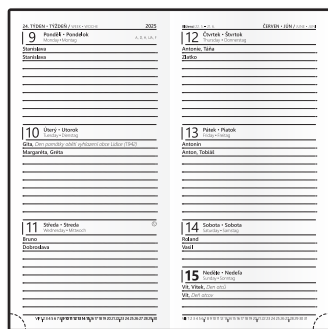 24. TÝDEN • TÝŽDEŇ / WEEK • WOCHE 2025
9 Pondělí • Pondelok
Monday • Montag
Stanislava
Stanislava
10 Úterý • Utorok
Tuesday • Dienstag
Gita, Den památky obětí vyhlazení obce Lidice (1942)
Margaréta, Gréta
11 Středa • Streda
Wednesday • Mittwoch
Bruno
Dobroslava
ČERVEN • JÚN / JUNE • JUNI
12 Čtvrtek • Štvrtok
Thursday • Donnerstag
Antonie, Táňa
Zlatko
13 Pátek • Piatok
Friday • Freitag
Antonín
Anton, Tobiáš
14 Sobota • Sobota
Saturday • Samstag
Roland
Vasil
15 Neděle • Nedeľa
Sunday • Sonntag
Vít, Vítek, Den otců
Vít, Deň otcov